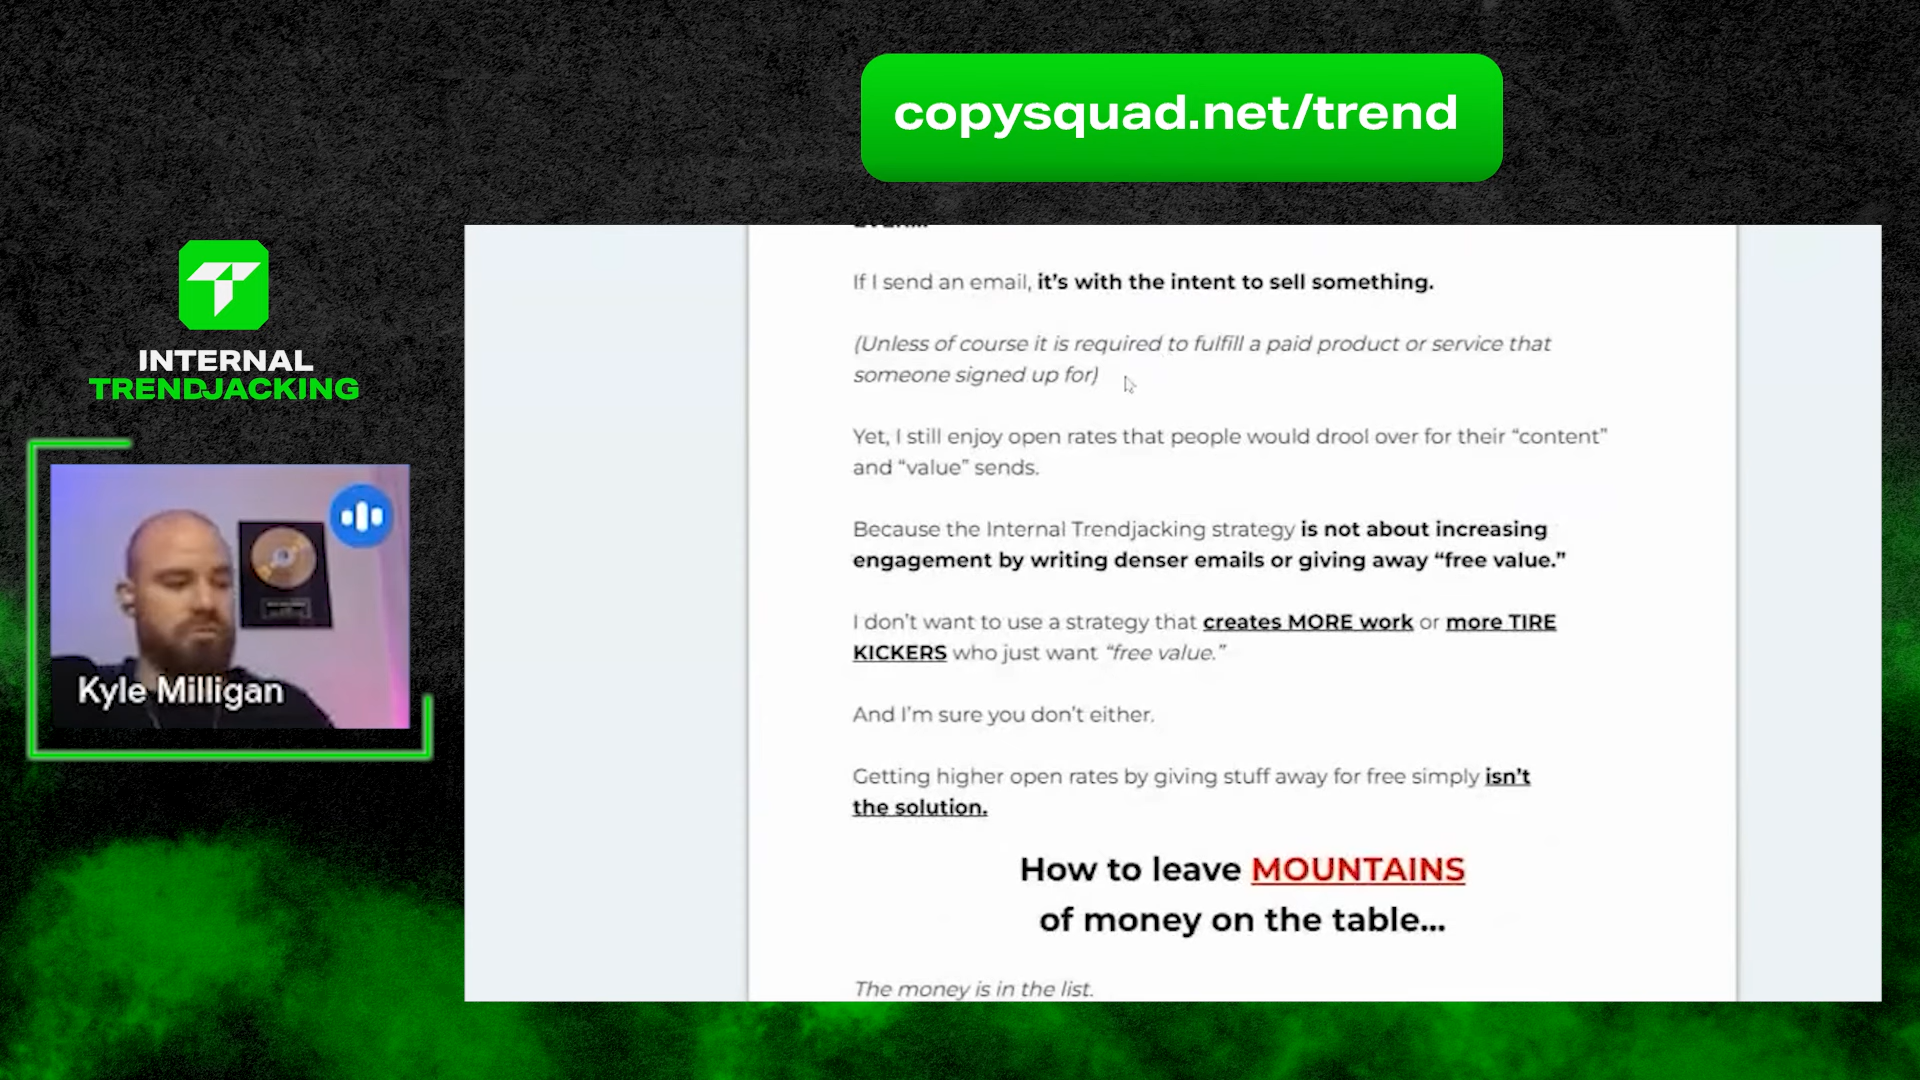 copysquad.net/trend
INTERNAL
TRENDJACKING
Kyle Milligan
If I send an email, it’s with the intent to sell something.
(Unless of course it is required to fulfill a paid product or service that
someone signed up for)
Yet, I still enjoy open rates that people would drool over for their “content”
and “value” sends.
Because the Internal Trendjacking strategy is not about increasing
engagement by writing denser emails or giving away “free value.”
I don’t want to use a strategy that creates MORE work or more TIRE
KICKERS who just want “free value.”
And I’m sure you don’t either.
Getting higher open rates by giving stuff away for free simply isn’t
the solution.
How to leave MOUNTAINS
of money on the table...
The money is in the list.